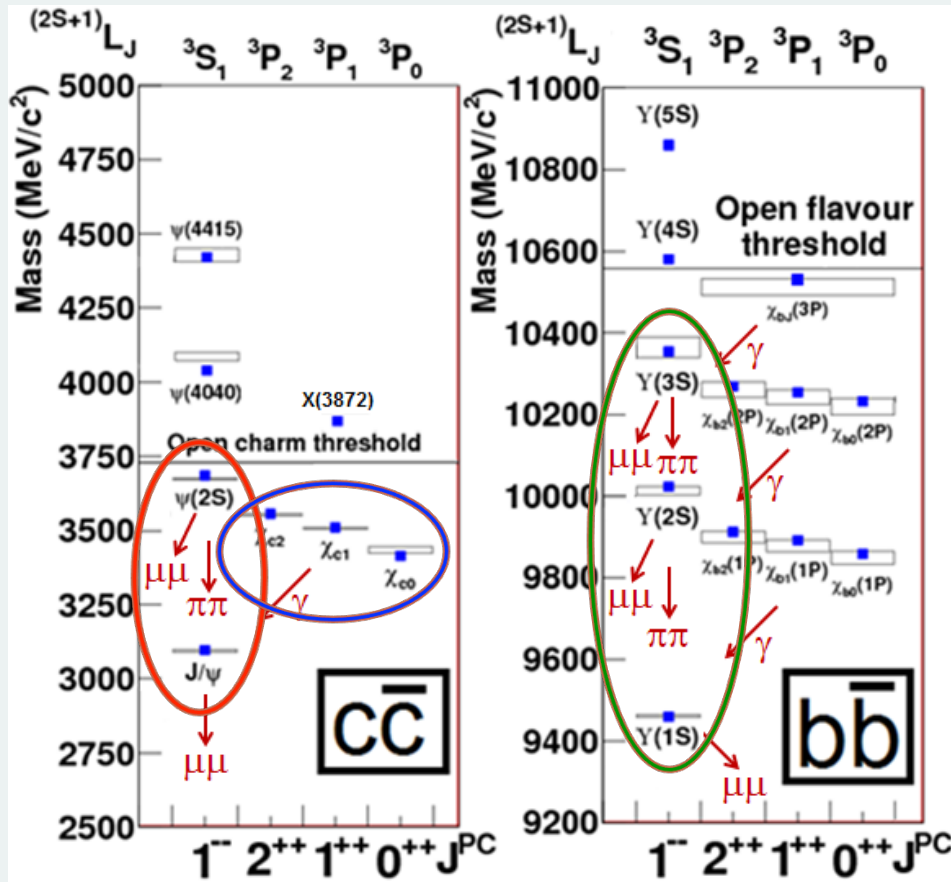 (2S+1)L_J ³S₁ ³P₂ ³P₁ ³P₀
Mass (MeV/c²)
5000
4750
4500
4250
4000
3750
3500
3250
3000
2750
2500
ψ(4415)
ψ(4040)
X(3872)
Open charm threshold
ψ(2S)
χc2
χc1
χc0
μμ
ππ
γ
J/ψ
μμ
cc̅
1⁻⁻ 2⁺⁺ 1⁺⁺ 0⁺⁺ J^PC
(2S+1)L_J ³S₁ ³P₂ ³P₁ ³P₀
Mass (MeV/c²)
11000
10800
10600
10400
10200
10000
9800
9600
9400
9200
Υ(5S)
Υ(4S)
Open flavour
threshold
χbJ(3P)
γ
Υ(3S)
χb2(2P) χb1(2P) χb0(2P)
μμ ππ
γ
Υ(2S)
χb2(1P) χb1(1P) χb0(1P)
μμ
ππ
γ
Υ(1S)
μμ
bb̅
1⁻⁻ 2⁺⁺ 1⁺⁺ 0⁺⁺ J^PC